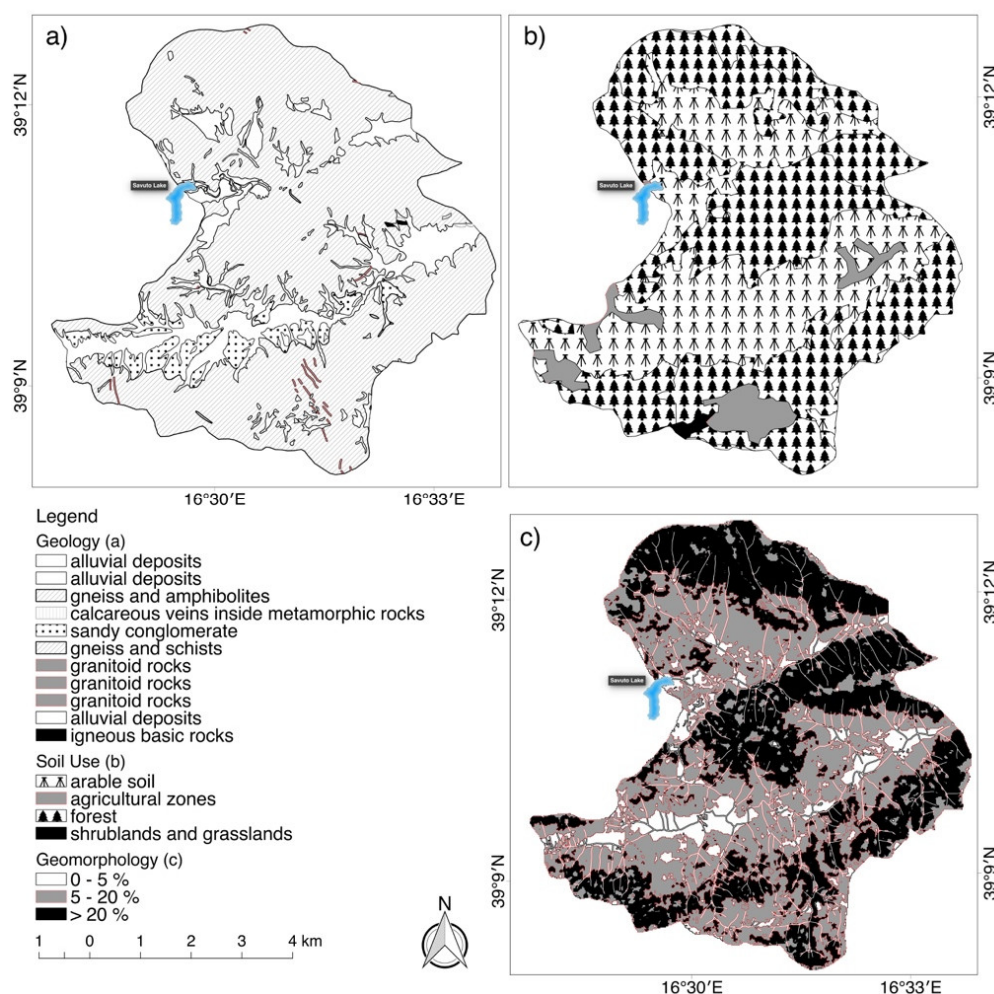 a)
b)
39°12′N
39°12′N
Savuto Lake
Savuto Lake
39°9′N
39°9′N
16°30′E
16°33′E
Legend
Geology (a)
alluvial deposits
alluvial deposits
gneiss and amphibolites
calcareous veins inside metamorphic rocks
sandy conglomerate
gneiss and schists
granitoid rocks
granitoid rocks
granitoid rocks
alluvial deposits
igneous basic rocks
Soil Use (b)
arable soil
agricultural zones
forest
shrublands and grasslands
Geomorphology (c)
0 - 5 %
5 - 20 %
> 20 %
1 0 1 2 3 4 km
N
c)
39°12′N
39°12′N
Savuto Lake
39°9′N
39°9′N
16°30′E
16°33′E